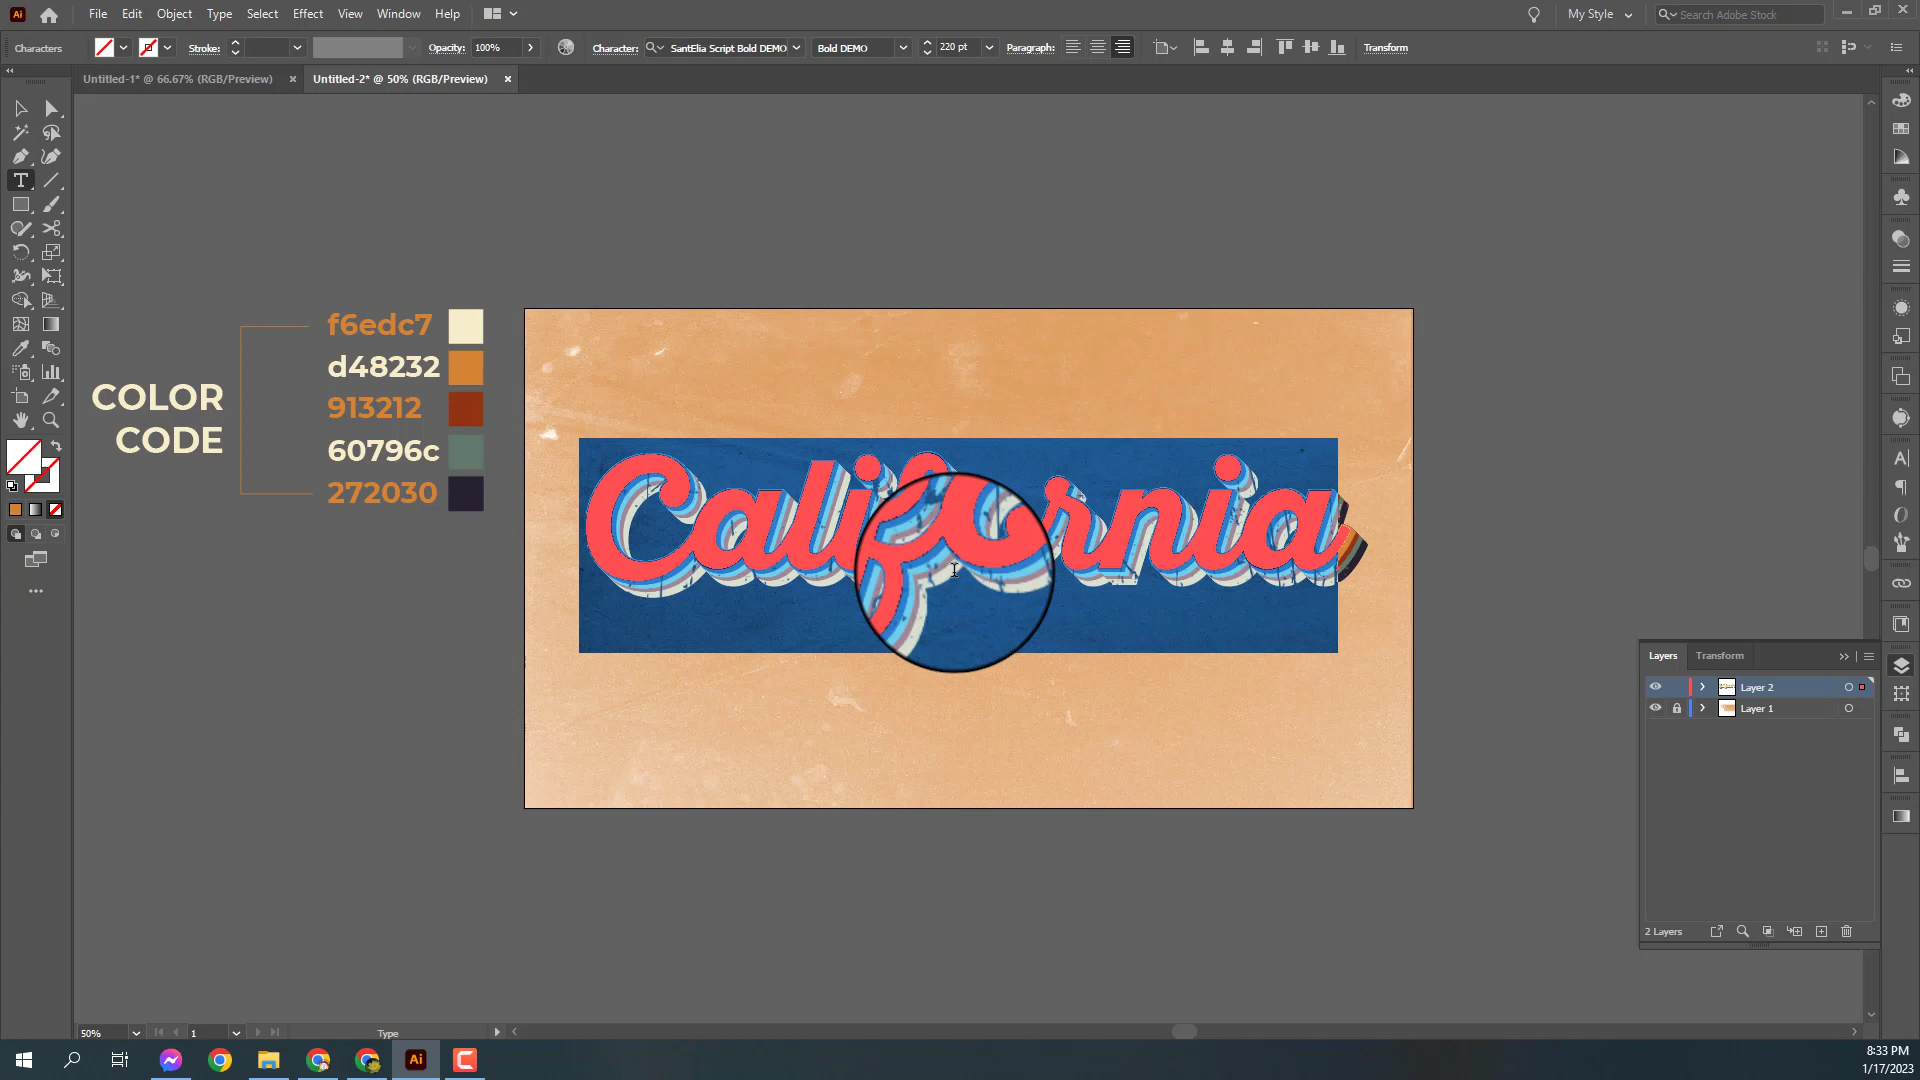 Ai File Edit Object Type Select Effect View Window Help My Style Search Adobe Stock
Characters Stroke: Opacity: 100% Character: SantElia Script Bold DEMO Bold DEMO 220 pt Paragraph: Transform
Untitled-1* @ 66.67% (RGB/Preview) × Untitled-2* @ 50% (RGB/Preview) ×
COLOR
CODE
f6edc7
d48232
913212
60796c
272030
California
Layers Transform
Layer 2
Layer 1
2 Layers
50% 1 Type
Ai
8:33 PM
1/17/2023